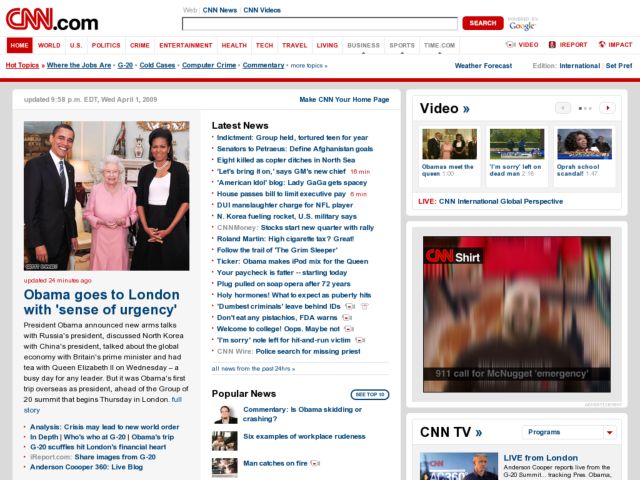 CNN.com
Web | CNN News | CNN Videos
SEARCH
POWERED BY Google
HOME WORLD U.S. POLITICS CRIME ENTERTAINMENT HEALTH TECH TRAVEL LIVING BUSINESS SPORTS TIME.COM
VIDEO IREPORT IMPACT
Hot Topics » Where the Jobs Are • G-20 • Cold Cases • Computer Crime • Commentary • more topics »
Weather Forecast
Edition: International | Set Pref
updated 9:58 p.m. EDT, Wed April 1, 2009
Make CNN Your Home Page
updated 24 minutes ago
Obama goes to London
with 'sense of urgency'
President Obama announced new arms talks
with Russia's president, discussed North Korea
with China's president, talked about the global
economy with Britain's prime minister and had
tea with Queen Elizabeth II on Wednesday – a
busy day for any leader. But it was Obama's first
trip overseas as president, ahead of the Group of
20 summit that begins Thursday in London. full
story
Analysis: Crisis may lead to new world order
In Depth | Who's who at G-20 | Obama's trip
G-20 scuffles hit London's financial heart
iReport.com: Share images from G-20
Anderson Coooper 360: Live Blog
Latest News
Indictment: Group held, tortured teen for year
Senators to Petraeus: Define Afghanistan goals
Eight killed as copter ditches in North Sea
'Let's bring it on,' says GM's new chief 16 min
'American Idol' blog: Lady GaGa gets spacey
House passes bill to limit executive pay 6 min
DUI manslaughter charge for NFL player
N. Korea fueling rocket, U.S. military says
CNNMoney: Stocks start new quarter with rally
Roland Martin: High cigarette tax? Great!
Follow the trail of 'The Grim Sleeper'
Ticker: Obama makes iPod mix for the Queen
Your paycheck is fatter -- starting today
Plug pulled on soap opera after 72 years
Holy hormones! What to expect as puberty hits
'Dumbest criminals' leave behind IDs
Don't eat any pistachios, FDA warns
Welcome to college! Oops. Maybe not
'I'm sorry' note left for hit-and-run victim
CNN Wire: Police search for missing priest
all news from the past 24hrs »
Popular News
SEE TOP 10
Commentary: Is Obama skidding or
crashing?
Six examples of workplace rudeness
Man catches on fire
Video »
Obamas meet the
queen 1:00
'I'm sorry' left on
dead man 2:16
Oprah school
scandal! 1:47
LIVE: CNN International Global Perspective
CNN Shirt
911 call for McNugget 'emergency'
ADVERTISEMENT
CNN TV »
Programs
LIVE from London
Anderson Cooper reports live from the
G-20 Summit... tracking Pres. Obama,
AC360°